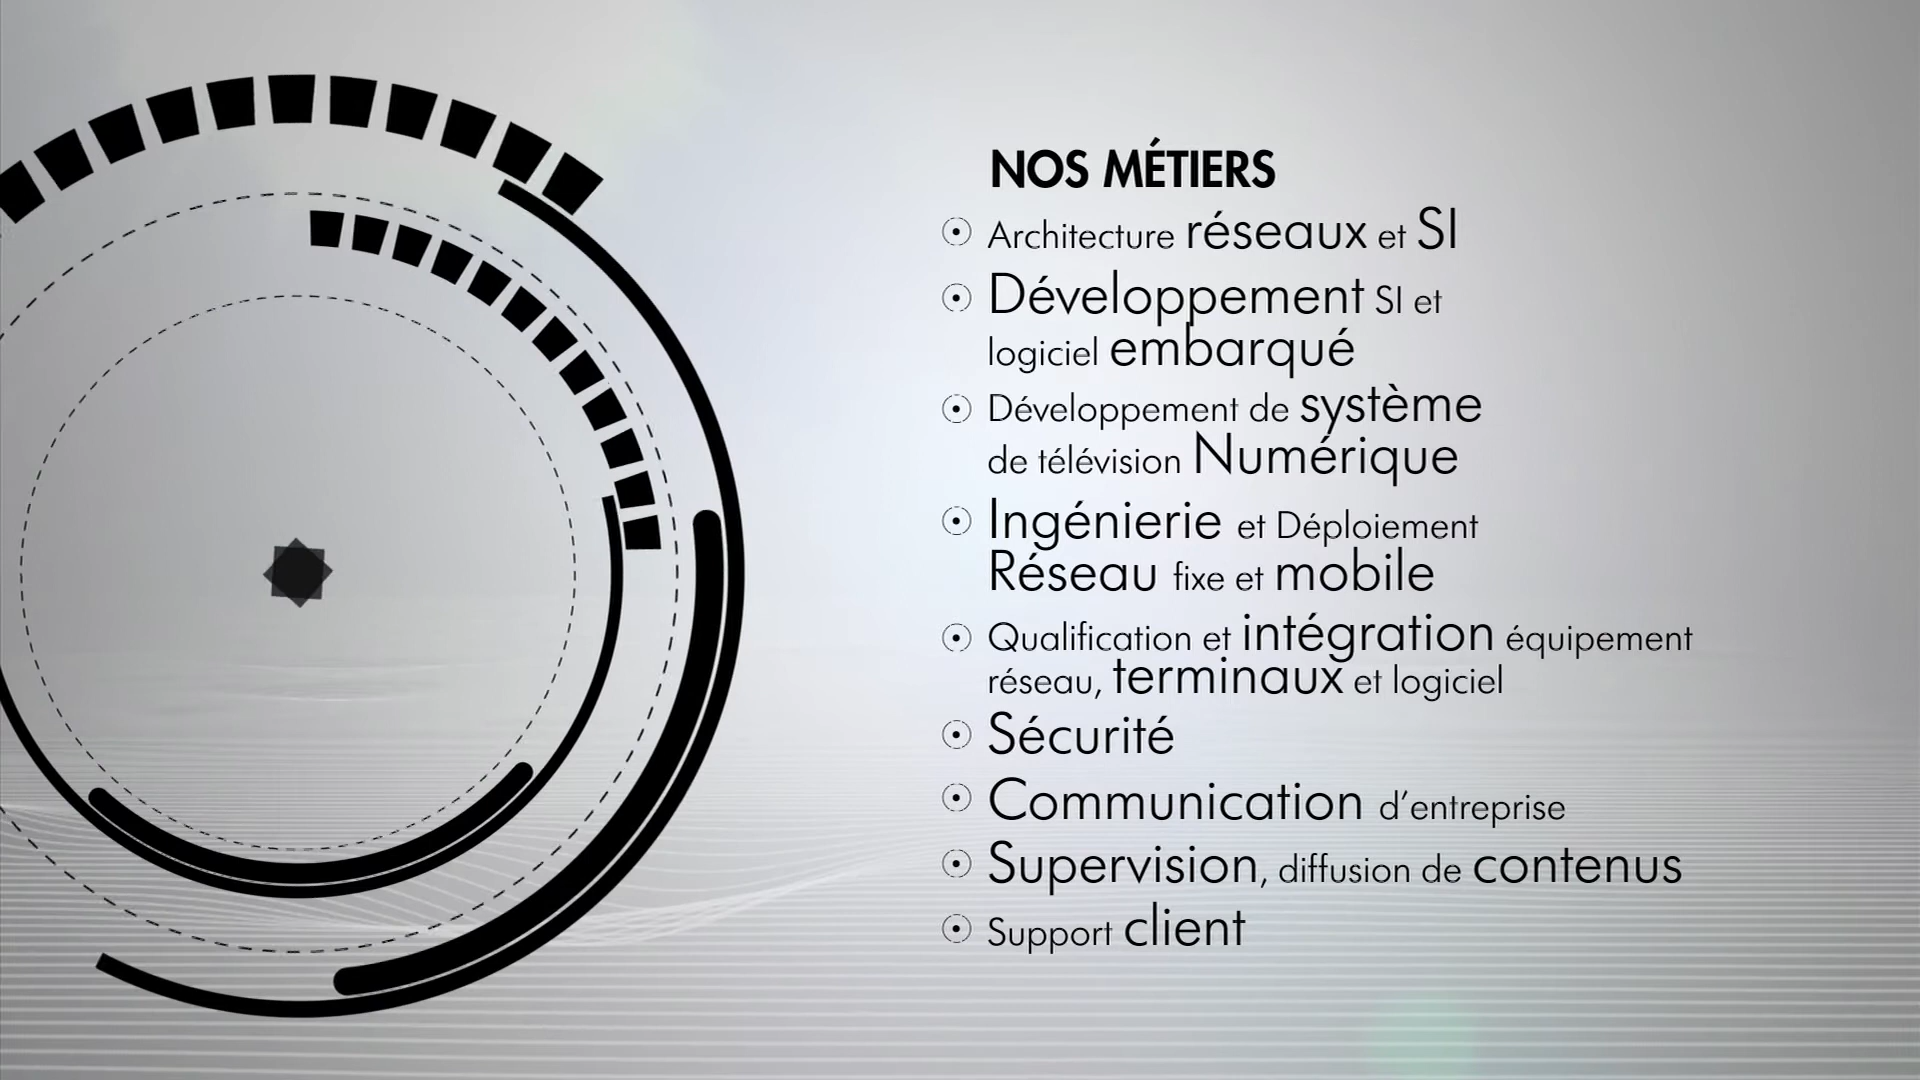 NOS MÉTIERS
Architecture réseaux et SI
Développement SI et
logiciel embarqué
Développement de système
de télévision Numérique
Ingénierie et Déploiement
Réseau fixe et mobile
Qualification et intégration équipement
réseau, terminaux et logiciel
Sécurité
Communication d’entreprise
Supervision, diffusion de contenus
Support client